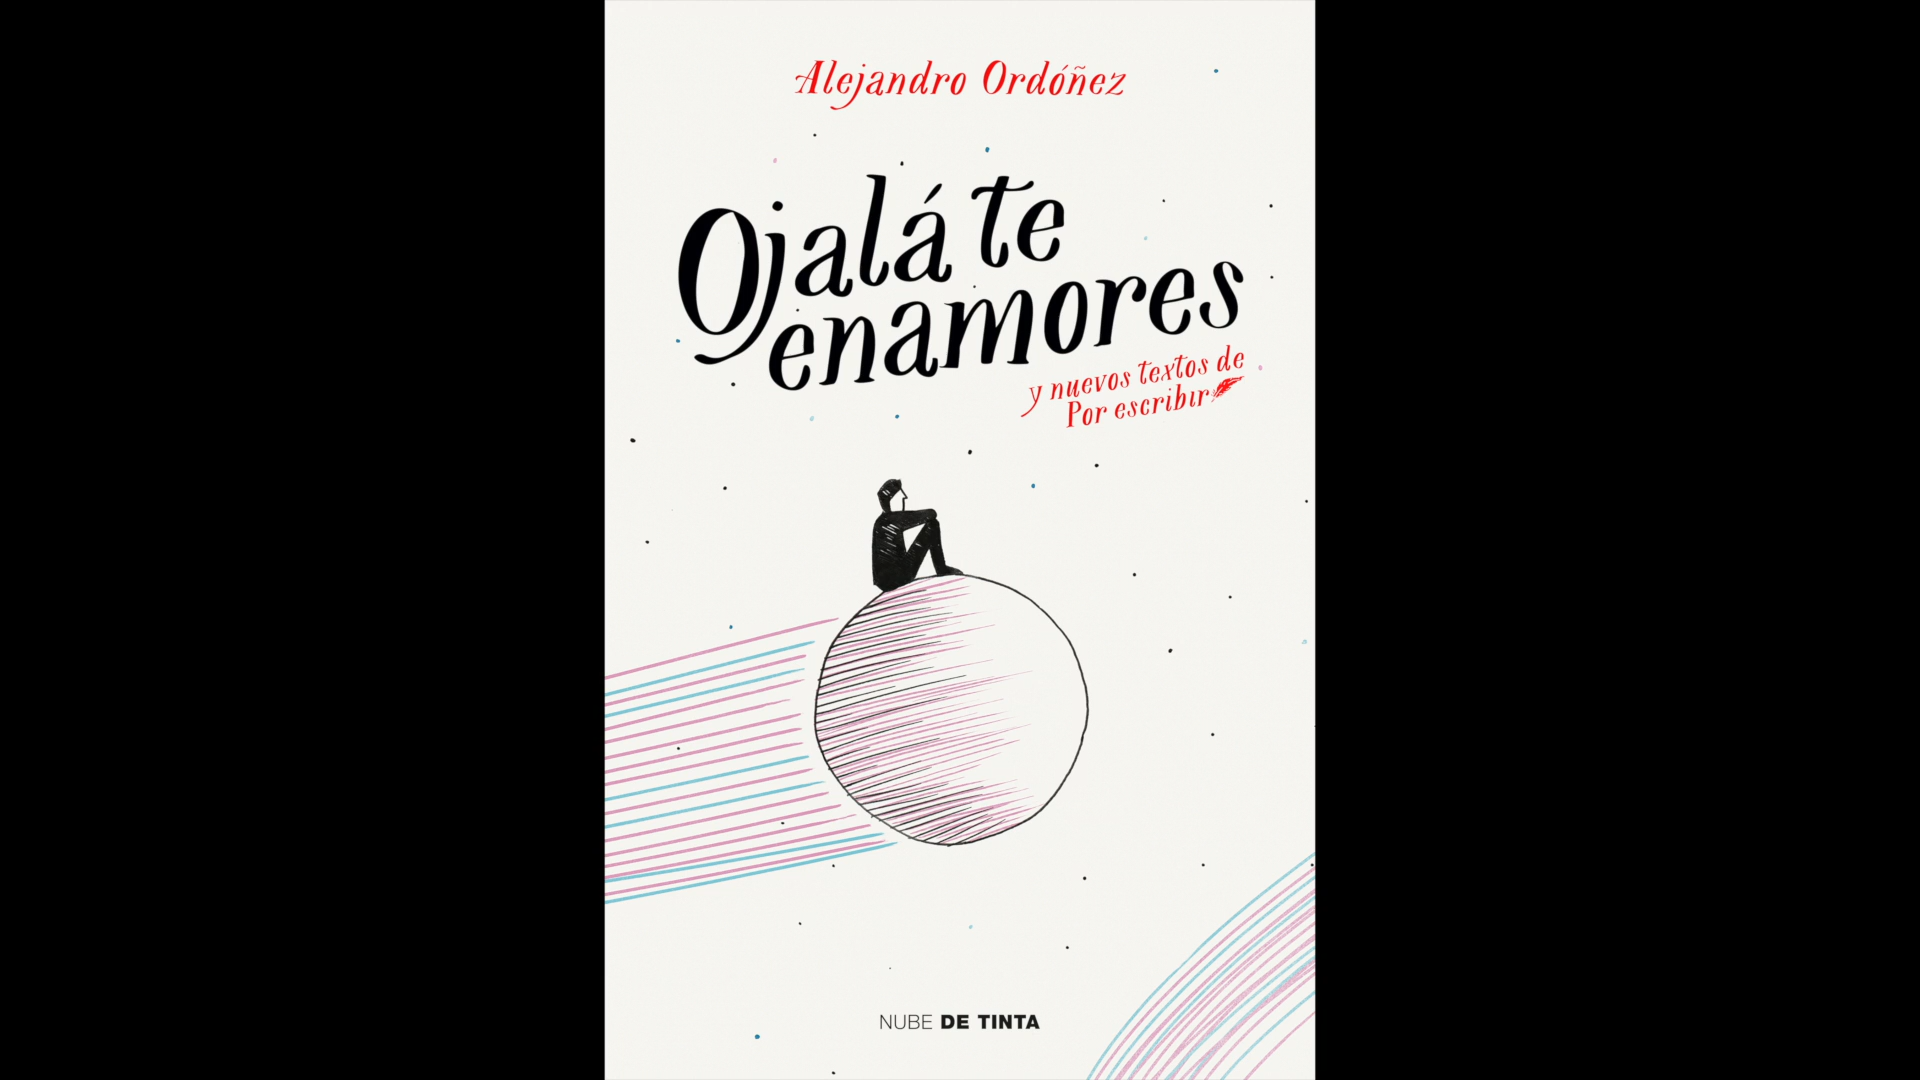 Alejandro Ordóñez
Ojalá te
enamores
y nuevos textos de
Por escribir
NUBE DE TINTA